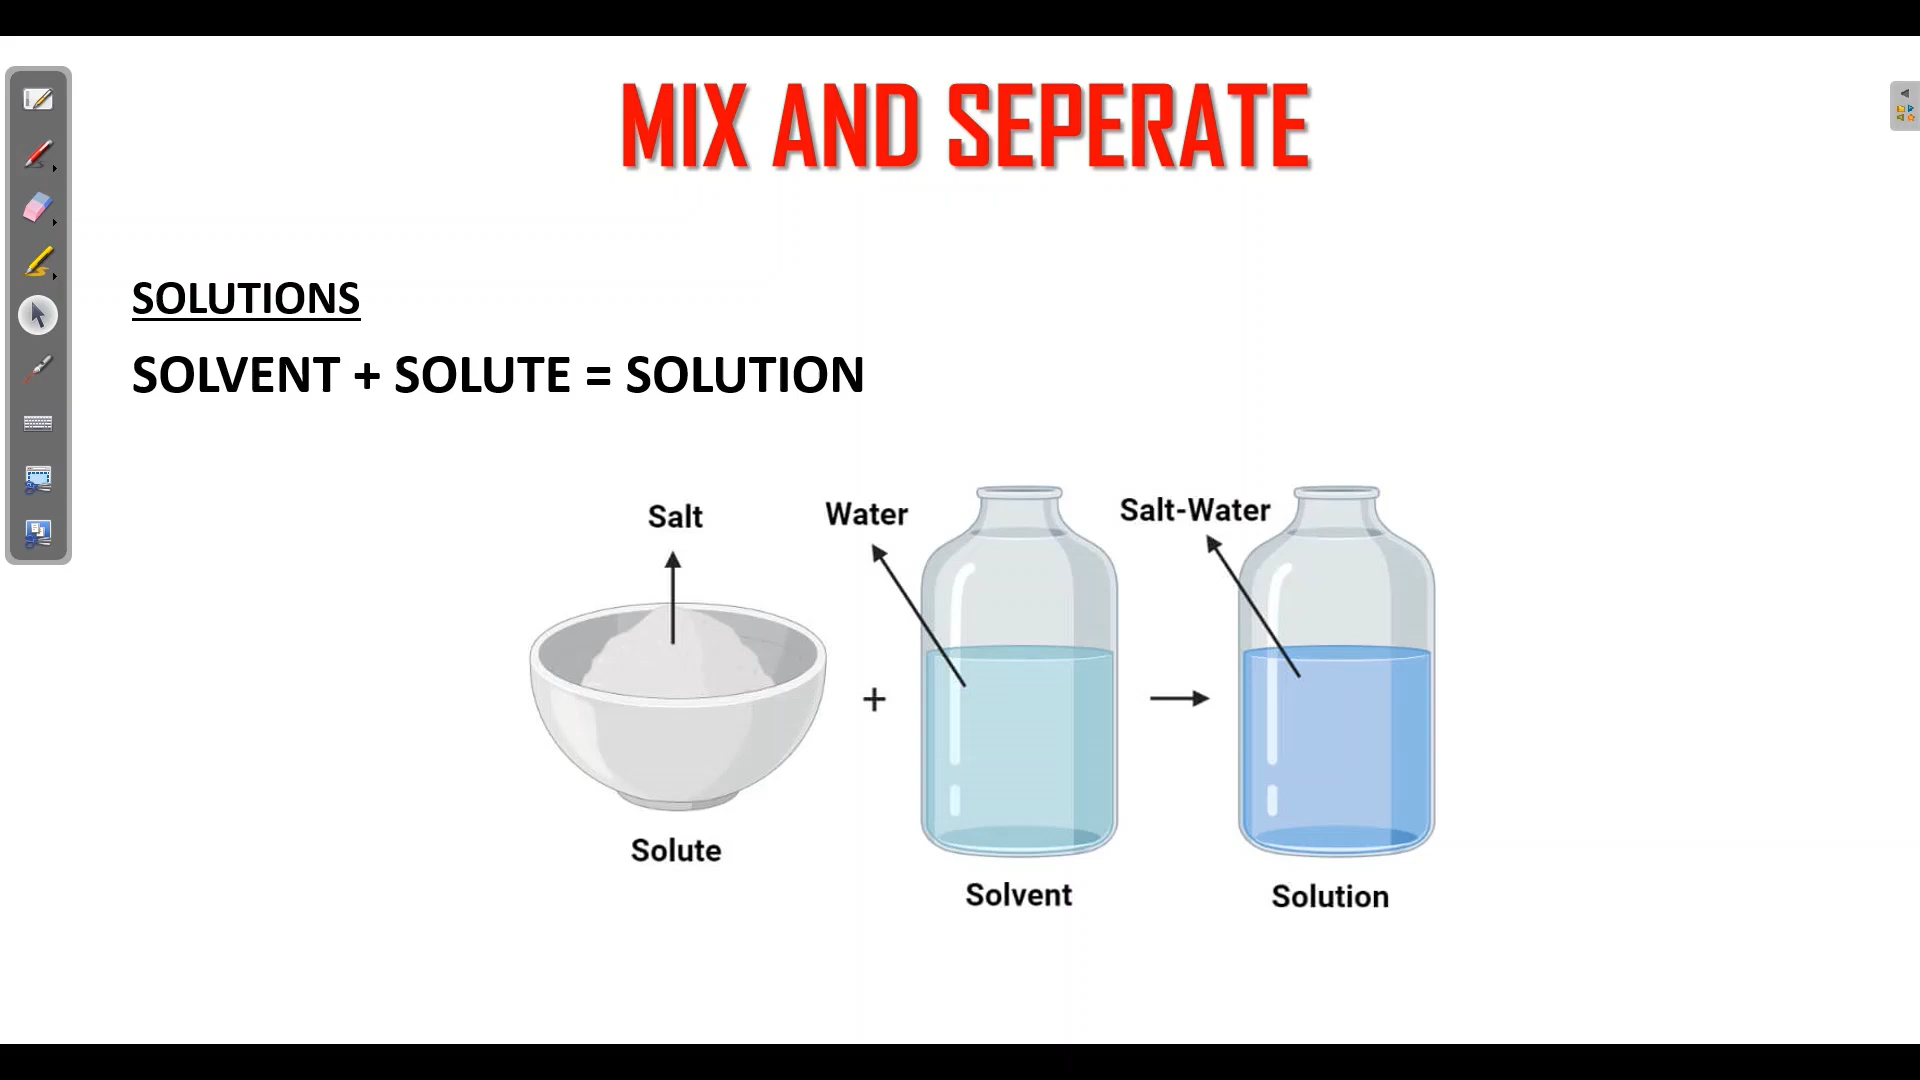 MIX AND SEPERATE
SOLUTIONS
SOLVENT + SOLUTE = SOLUTION
Salt
Water
Salt-Water
+
Solute
Solvent
Solution